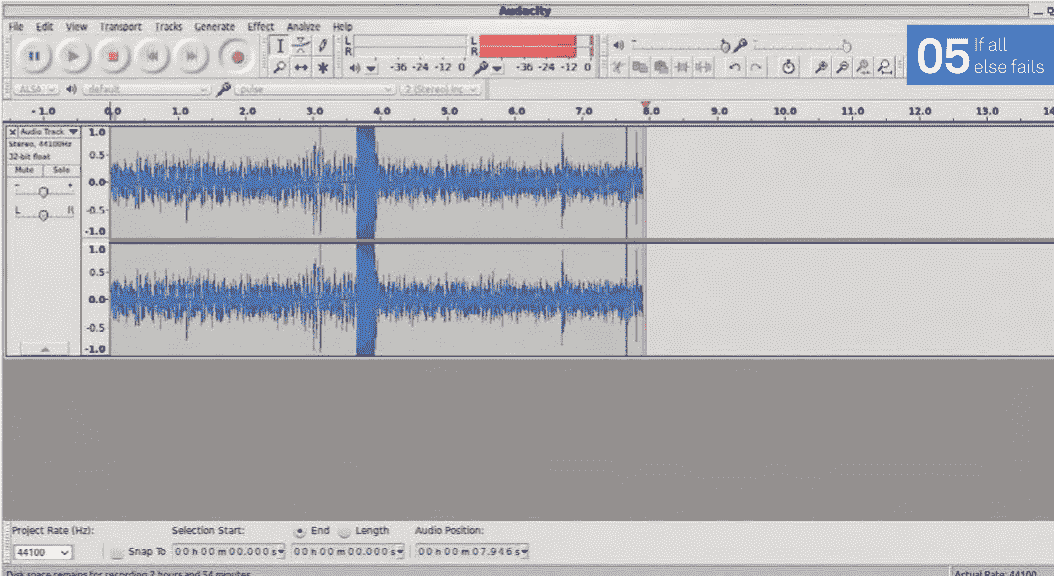 Audacity
File Edit View Transport Tracks Generate Effect Analyze Help
05 If all
else fails
L
R
-36 -24 -12 0
L
R
-36 -24 -12 0
ALSA default pulse 2 (Stereo) Inc
-1.0 0.0 1.0 2.0 3.0 4.0 5.0 6.0 7.0 8.0 9.0 10.0 11.0 12.0 13.0 14
X Audio Track
Stereo, 44100Hz
32-bit float
Mute Solo
- +
L R
1.0
0.5
0.0
-0.5
-1.0
1.0
0.5
0.0
-0.5
-1.0
Project Rate (Hz): Selection Start: End Length Audio Position:
44100 Snap To 00 h 00 m 00.000 s 00 h 00 m 00.000 s 00 h 00 m 07.946 s
Disk space remains for recording 2 hours and 54 minutes Actual Rate: 44100